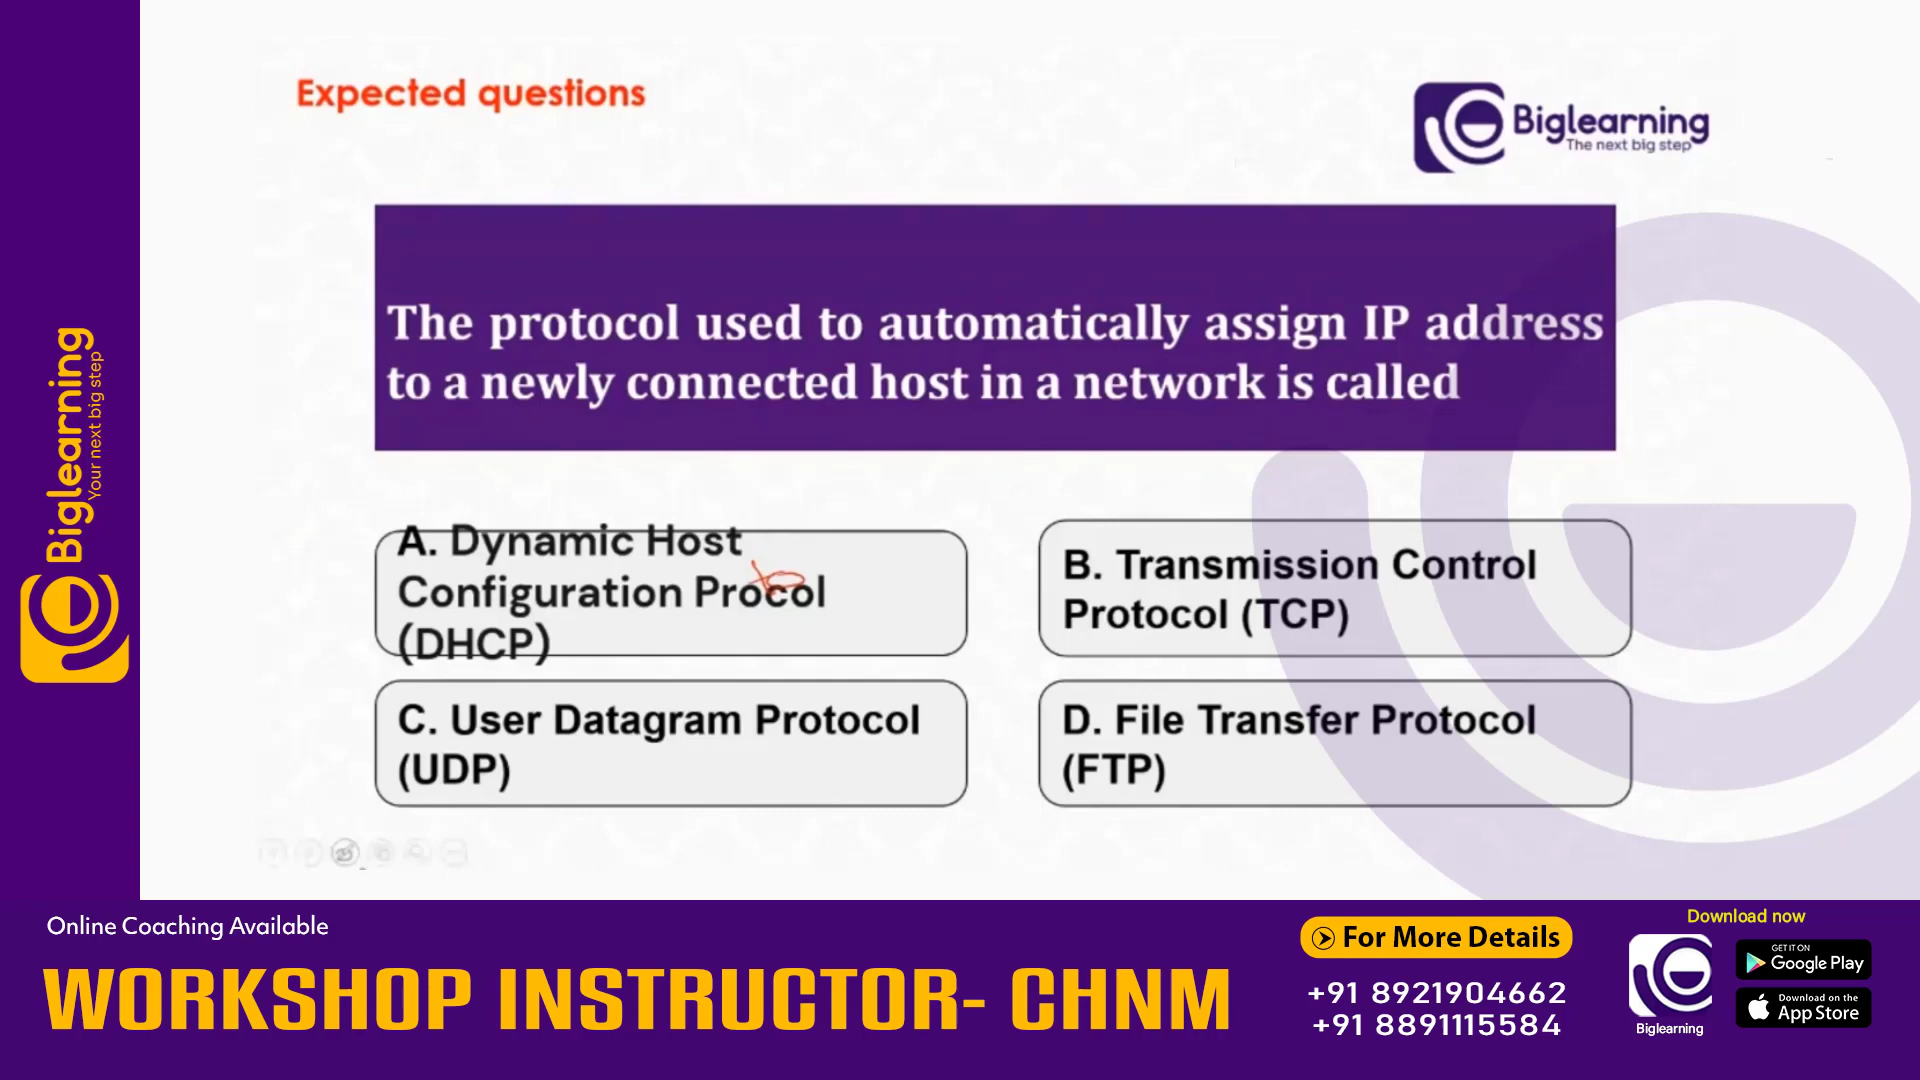 Expected questions
Biglearning
The next big step
The protocol used to automatically assign IP address
to a newly connected host in a network is called
A. Dynamic Host
Configuration Procol
to
(DHCP)
B. Transmission Control
Protocol (TCP)
C. User Datagram Protocol
(UDP)
D. File Transfer Protocol
(FTP)
Biglearning
Your next big step
Online Coaching Available
WORKSHOP INSTRUCTOR- CHNM
For More Details
+91 8921904662
+91 8891115584
Download now
Biglearning
GET IT ON
Google Play
Download on the
App Store